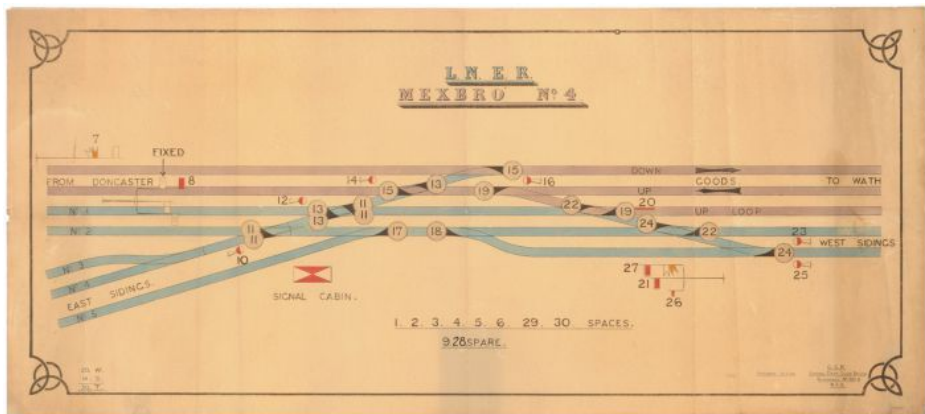 L. N. E. R.
MEXBRO' No 4
7
FIXED
8
14
15
16
DOWN
FROM DONCASTER
15
13
19
UP
GOODS
TO WATH
12
13
13
11
11
22
19
20
UP LOOP
No 1
No 2
11
11
17
18
24
22
23
WEST SIDINGS
10
24
25
No 3
No 4
No 5
EAST SIDINGS.
SIGNAL CABIN.
27
21
26
1. 2. 3. 4. 5. 6. 29. 30. SPACES.
9.28 SPARE.
L.N.E.R.